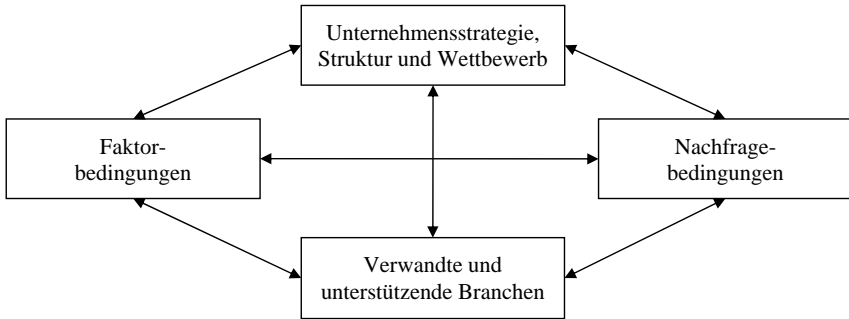 Unternehmensstrategie,
Struktur und Wettbewerb
Faktor-
bedingungen
Nachfrage-
bedingungen
Verwandte und
unterstützende Branchen